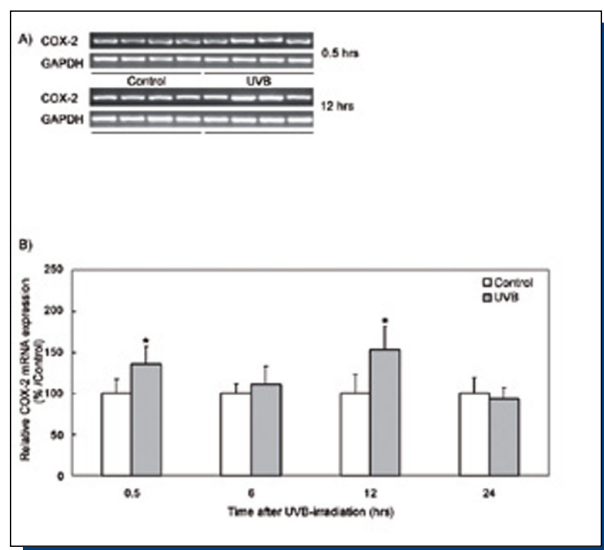 A)
COX-2
GAPDH
0.5 hrs
Control UVB
COX-2
GAPDH
12 hrs
B)
Relative COX-2 mRNA expression
(% /Control)
250
200
150
100
50
0
Control
UVB
*
*
0.5 6 12 24
Time after UVB-irradiation (hrs)